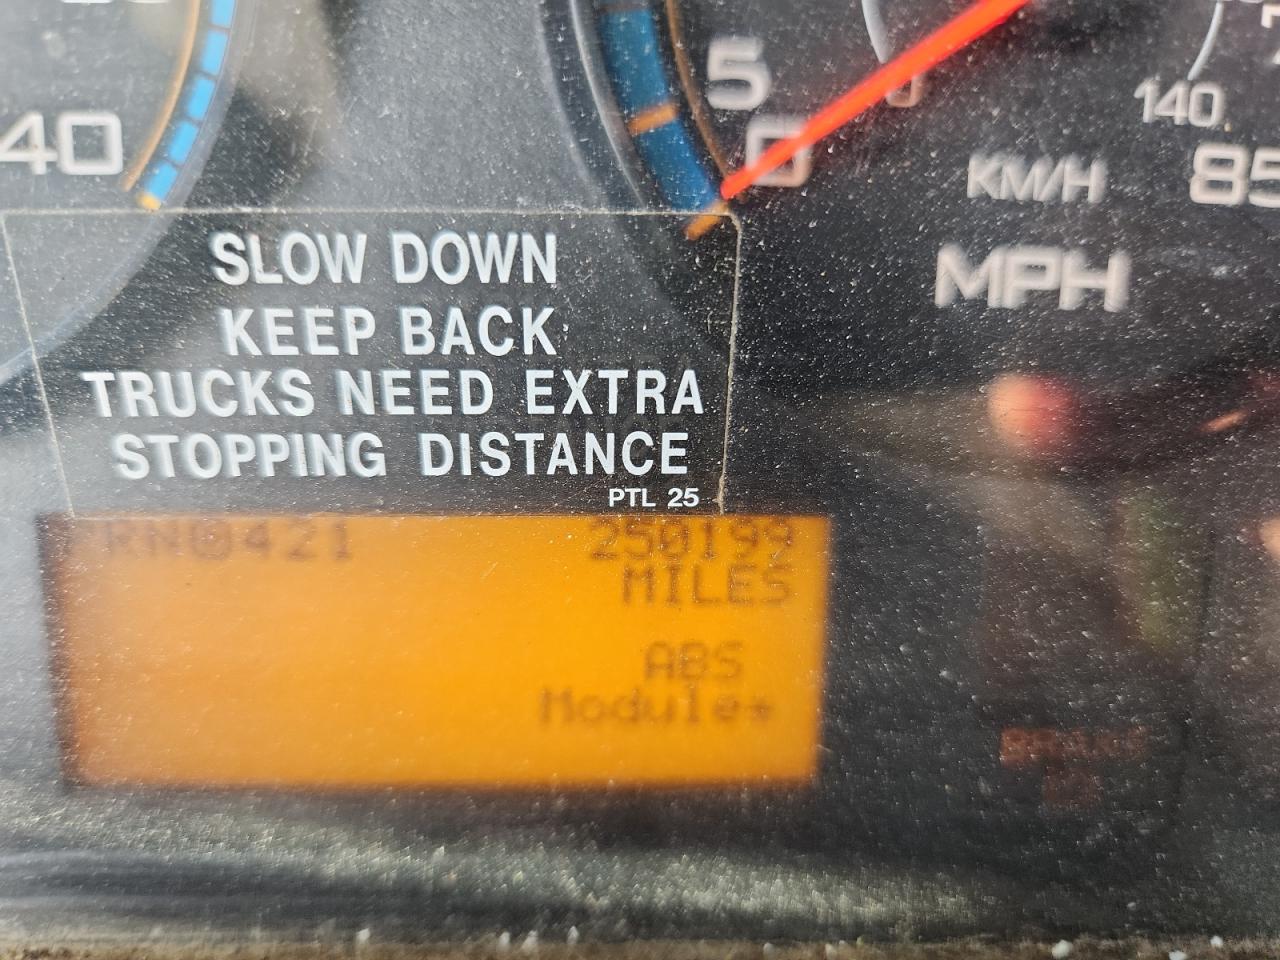 5
0
0
140
40
KM/H
85
MPH
SLOW DOWN
KEEP BACK
TRUCKS NEED EXTRA
STOPPING DISTANCE
PTL 25
250199
MILES
ABS
Module*